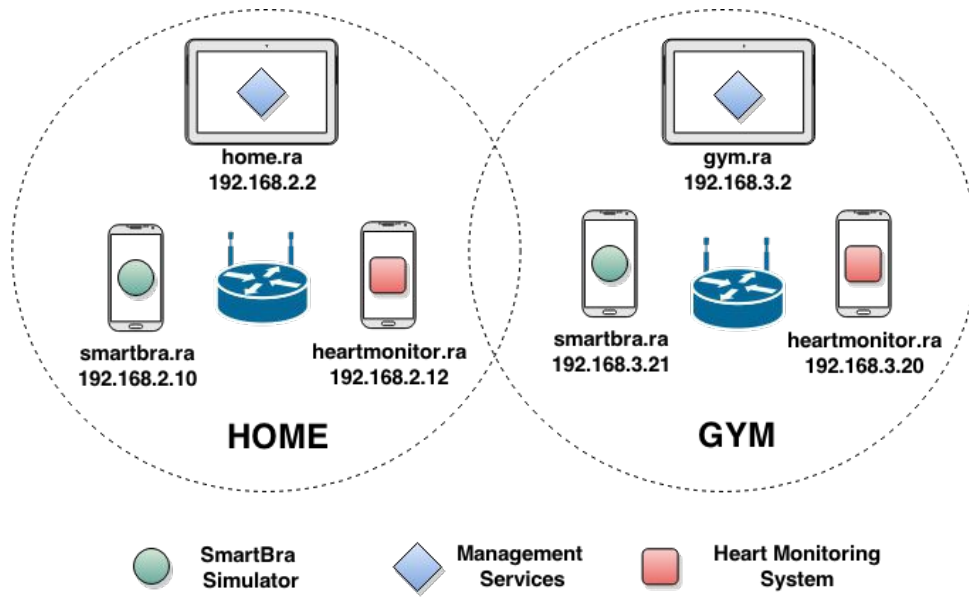 home.ra
192.168.2.2
gym.ra
192.168.3.2
smartbra.ra
192.168.2.10
heartmonitor.ra
192.168.2.12
smartbra.ra
192.168.3.21
heartmonitor.ra
192.168.3.20
HOME
GYM
SmartBra
Simulator
Management
Services
Heart Monitoring
System